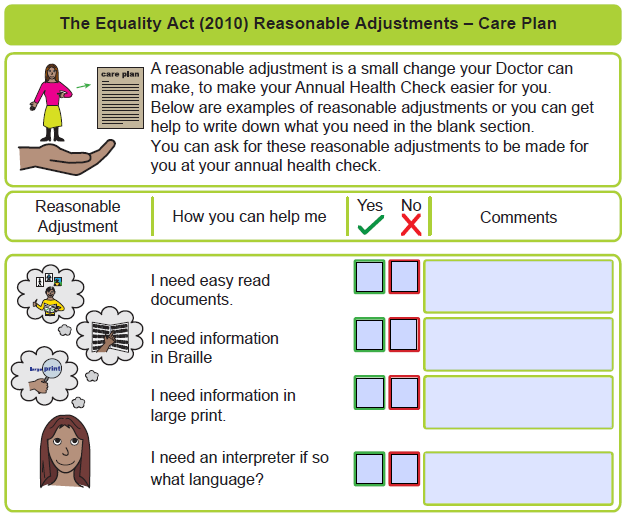 The Equality Act (2010) Reasonable Adjustments – Care Plan
care plan
A reasonable adjustment is a small change your Doctor can
make, to make your Annual Health Check easier for you.
Below are examples of reasonable adjustments or you can get
help to write down what you need in the blank section.
You can ask for these reasonable adjustments to be made for
you at your annual health check.
Reasonable
Adjustment
How you can help me
Yes
No
Comments
I need easy read
documents.
I need information
in Braille
large print
I need information in
large print.
I need an interpreter if so
what language?